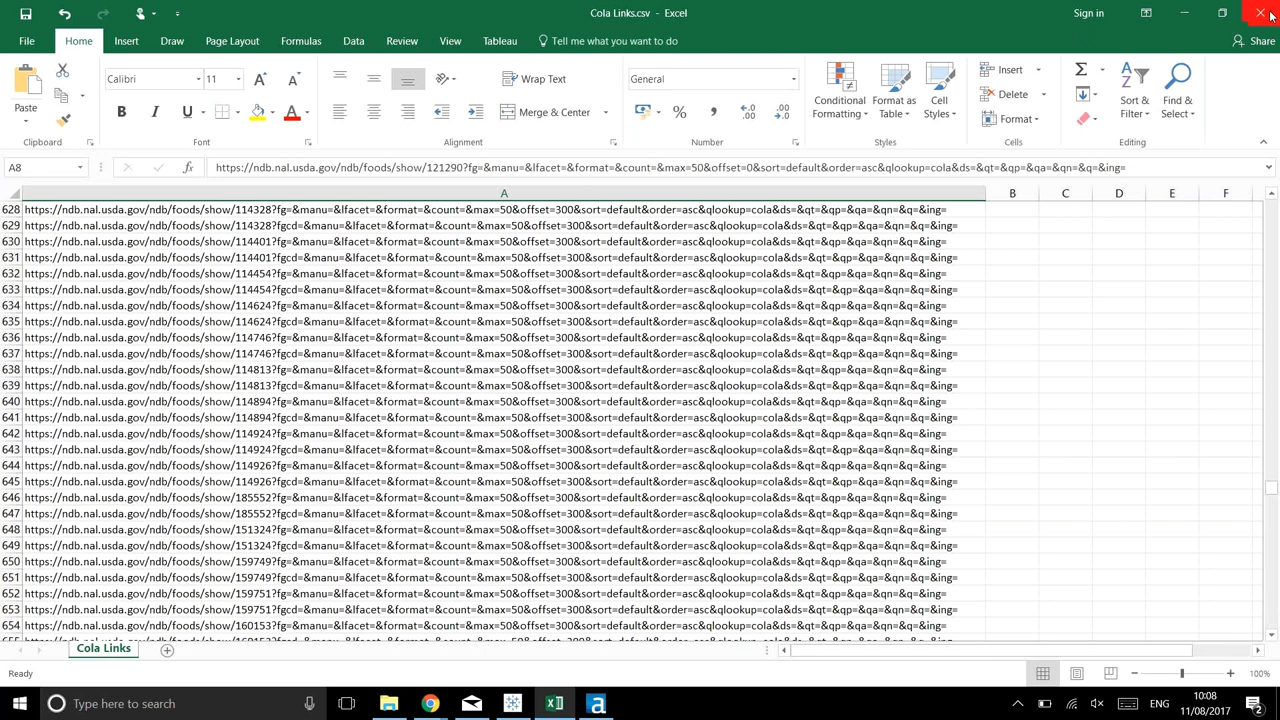 Cola Links.csv - Excel
Sign in
File Home Insert Draw Page Layout Formulas Data Review View Tableau Tell me what you want to do Share
Paste
Clipboard
Calibri 11
B I U
Font
Wrap Text
Merge & Center
Alignment
General
%
Number
Conditional Formatting
Format as Table
Cell Styles
Styles
Insert
Delete
Format
Cells
Sort & Filter
Find & Select
Editing
A8 fx https://ndb.nal.usda.gov/ndb/foods/show/121290?fg=&manu=&lfacet=&format=&count=&max=50&offset=0&sort=default&order=asc&qlookup=cola&ds=&qt=&qp=&qa=&qn=&q=&ing=
A B C D E F
628 https://ndb.nal.usda.gov/ndb/foods/show/114328?fg=&manu=&lfacet=&format=&count=&max=50&offset=300&sort=default&order=asc&qlookup=cola&ds=&qt=&qp=&qa=&qn=&q=&ing=
629 https://ndb.nal.usda.gov/ndb/foods/show/114328?fgcd=&manu=&lfacet=&format=&count=&max=50&offset=300&sort=default&order=asc&qlookup=cola&ds=&qt=&qp=&qa=&qn=&q=&ing=
630 https://ndb.nal.usda.gov/ndb/foods/show/114401?fg=&manu=&lfacet=&format=&count=&max=50&offset=300&sort=default&order=asc&qlookup=cola&ds=&qt=&qp=&qa=&qn=&q=&ing=
631 https://ndb.nal.usda.gov/ndb/foods/show/114401?fgcd=&manu=&lfacet=&format=&count=&max=50&offset=300&sort=default&order=asc&qlookup=cola&ds=&qt=&qp=&qa=&qn=&q=&ing=
632 https://ndb.nal.usda.gov/ndb/foods/show/114454?fg=&manu=&lfacet=&format=&count=&max=50&offset=300&sort=default&order=asc&qlookup=cola&ds=&qt=&qp=&qa=&qn=&q=&ing=
633 https://ndb.nal.usda.gov/ndb/foods/show/114454?fgcd=&manu=&lfacet=&format=&count=&max=50&offset=300&sort=default&order=asc&qlookup=cola&ds=&qt=&qp=&qa=&qn=&q=&ing=
634 https://ndb.nal.usda.gov/ndb/foods/show/114624?fg=&manu=&lfacet=&format=&count=&max=50&offset=300&sort=default&order=asc&qlookup=cola&ds=&qt=&qp=&qa=&qn=&q=&ing=
635 https://ndb.nal.usda.gov/ndb/foods/show/114624?fgcd=&manu=&lfacet=&format=&count=&max=50&offset=300&sort=default&order=asc&qlookup=cola&ds=&qt=&qp=&qa=&qn=&q=&ing=
636 https://ndb.nal.usda.gov/ndb/foods/show/114746?fg=&manu=&lfacet=&format=&count=&max=50&offset=300&sort=default&order=asc&qlookup=cola&ds=&qt=&qp=&qa=&qn=&q=&ing=
637 https://ndb.nal.usda.gov/ndb/foods/show/114746?fgcd=&manu=&lfacet=&format=&count=&max=50&offset=300&sort=default&order=asc&qlookup=cola&ds=&qt=&qp=&qa=&qn=&q=&ing=
638 https://ndb.nal.usda.gov/ndb/foods/show/114813?fg=&manu=&lfacet=&format=&count=&max=50&offset=300&sort=default&order=asc&qlookup=cola&ds=&qt=&qp=&qa=&qn=&q=&ing=
639 https://ndb.nal.usda.gov/ndb/foods/show/114813?fgcd=&manu=&lfacet=&format=&count=&max=50&offset=300&sort=default&order=asc&qlookup=cola&ds=&qt=&qp=&qa=&qn=&q=&ing=
640 https://ndb.nal.usda.gov/ndb/foods/show/114894?fg=&manu=&lfacet=&format=&count=&max=50&offset=300&sort=default&order=asc&qlookup=cola&ds=&qt=&qp=&qa=&qn=&q=&ing=
641 https://ndb.nal.usda.gov/ndb/foods/show/114894?fgcd=&manu=&lfacet=&format=&count=&max=50&offset=300&sort=default&order=asc&qlookup=cola&ds=&qt=&qp=&qa=&qn=&q=&ing=
642 https://ndb.nal.usda.gov/ndb/foods/show/114924?fg=&manu=&lfacet=&format=&count=&max=50&offset=300&sort=default&order=asc&qlookup=cola&ds=&qt=&qp=&qa=&qn=&q=&ing=
643 https://ndb.nal.usda.gov/ndb/foods/show/114924?fgcd=&manu=&lfacet=&format=&count=&max=50&offset=300&sort=default&order=asc&qlookup=cola&ds=&qt=&qp=&qa=&qn=&q=&ing=
644 https://ndb.nal.usda.gov/ndb/foods/show/114926?fg=&manu=&lfacet=&format=&count=&max=50&offset=300&sort=default&order=asc&qlookup=cola&ds=&qt=&qp=&qa=&qn=&q=&ing=
645 https://ndb.nal.usda.gov/ndb/foods/show/114926?fgcd=&manu=&lfacet=&format=&count=&max=50&offset=300&sort=default&order=asc&qlookup=cola&ds=&qt=&qp=&qa=&qn=&q=&ing=
646 https://ndb.nal.usda.gov/ndb/foods/show/185552?fg=&manu=&lfacet=&format=&count=&max=50&offset=300&sort=default&order=asc&qlookup=cola&ds=&qt=&qp=&qa=&qn=&q=&ing=
647 https://ndb.nal.usda.gov/ndb/foods/show/185552?fgcd=&manu=&lfacet=&format=&count=&max=50&offset=300&sort=default&order=asc&qlookup=cola&ds=&qt=&qp=&qa=&qn=&q=&ing=
648 https://ndb.nal.usda.gov/ndb/foods/show/151324?fg=&manu=&lfacet=&format=&count=&max=50&offset=300&sort=default&order=asc&qlookup=cola&ds=&qt=&qp=&qa=&qn=&q=&ing=
649 https://ndb.nal.usda.gov/ndb/foods/show/151324?fgcd=&manu=&lfacet=&format=&count=&max=50&offset=300&sort=default&order=asc&qlookup=cola&ds=&qt=&qp=&qa=&qn=&q=&ing=
650 https://ndb.nal.usda.gov/ndb/foods/show/159749?fg=&manu=&lfacet=&format=&count=&max=50&offset=300&sort=default&order=asc&qlookup=cola&ds=&qt=&qp=&qa=&qn=&q=&ing=
651 https://ndb.nal.usda.gov/ndb/foods/show/159749?fgcd=&manu=&lfacet=&format=&count=&max=50&offset=300&sort=default&order=asc&qlookup=cola&ds=&qt=&qp=&qa=&qn=&q=&ing=
652 https://ndb.nal.usda.gov/ndb/foods/show/159751?fg=&manu=&lfacet=&format=&count=&max=50&offset=300&sort=default&order=asc&qlookup=cola&ds=&qt=&qp=&qa=&qn=&q=&ing=
653 https://ndb.nal.usda.gov/ndb/foods/show/159751?fgcd=&manu=&lfacet=&format=&count=&max=50&offset=300&sort=default&order=asc&qlookup=cola&ds=&qt=&qp=&qa=&qn=&q=&ing=
654 https://ndb.nal.usda.gov/ndb/foods/show/160153?fg=&manu=&lfacet=&format=&count=&max=50&offset=300&sort=default&order=asc&qlookup=cola&ds=&qt=&qp=&qa=&qn=&q=&ing=
Cola Links
Ready
100%
Type here to search
ENG
10:08
11/08/2017
2